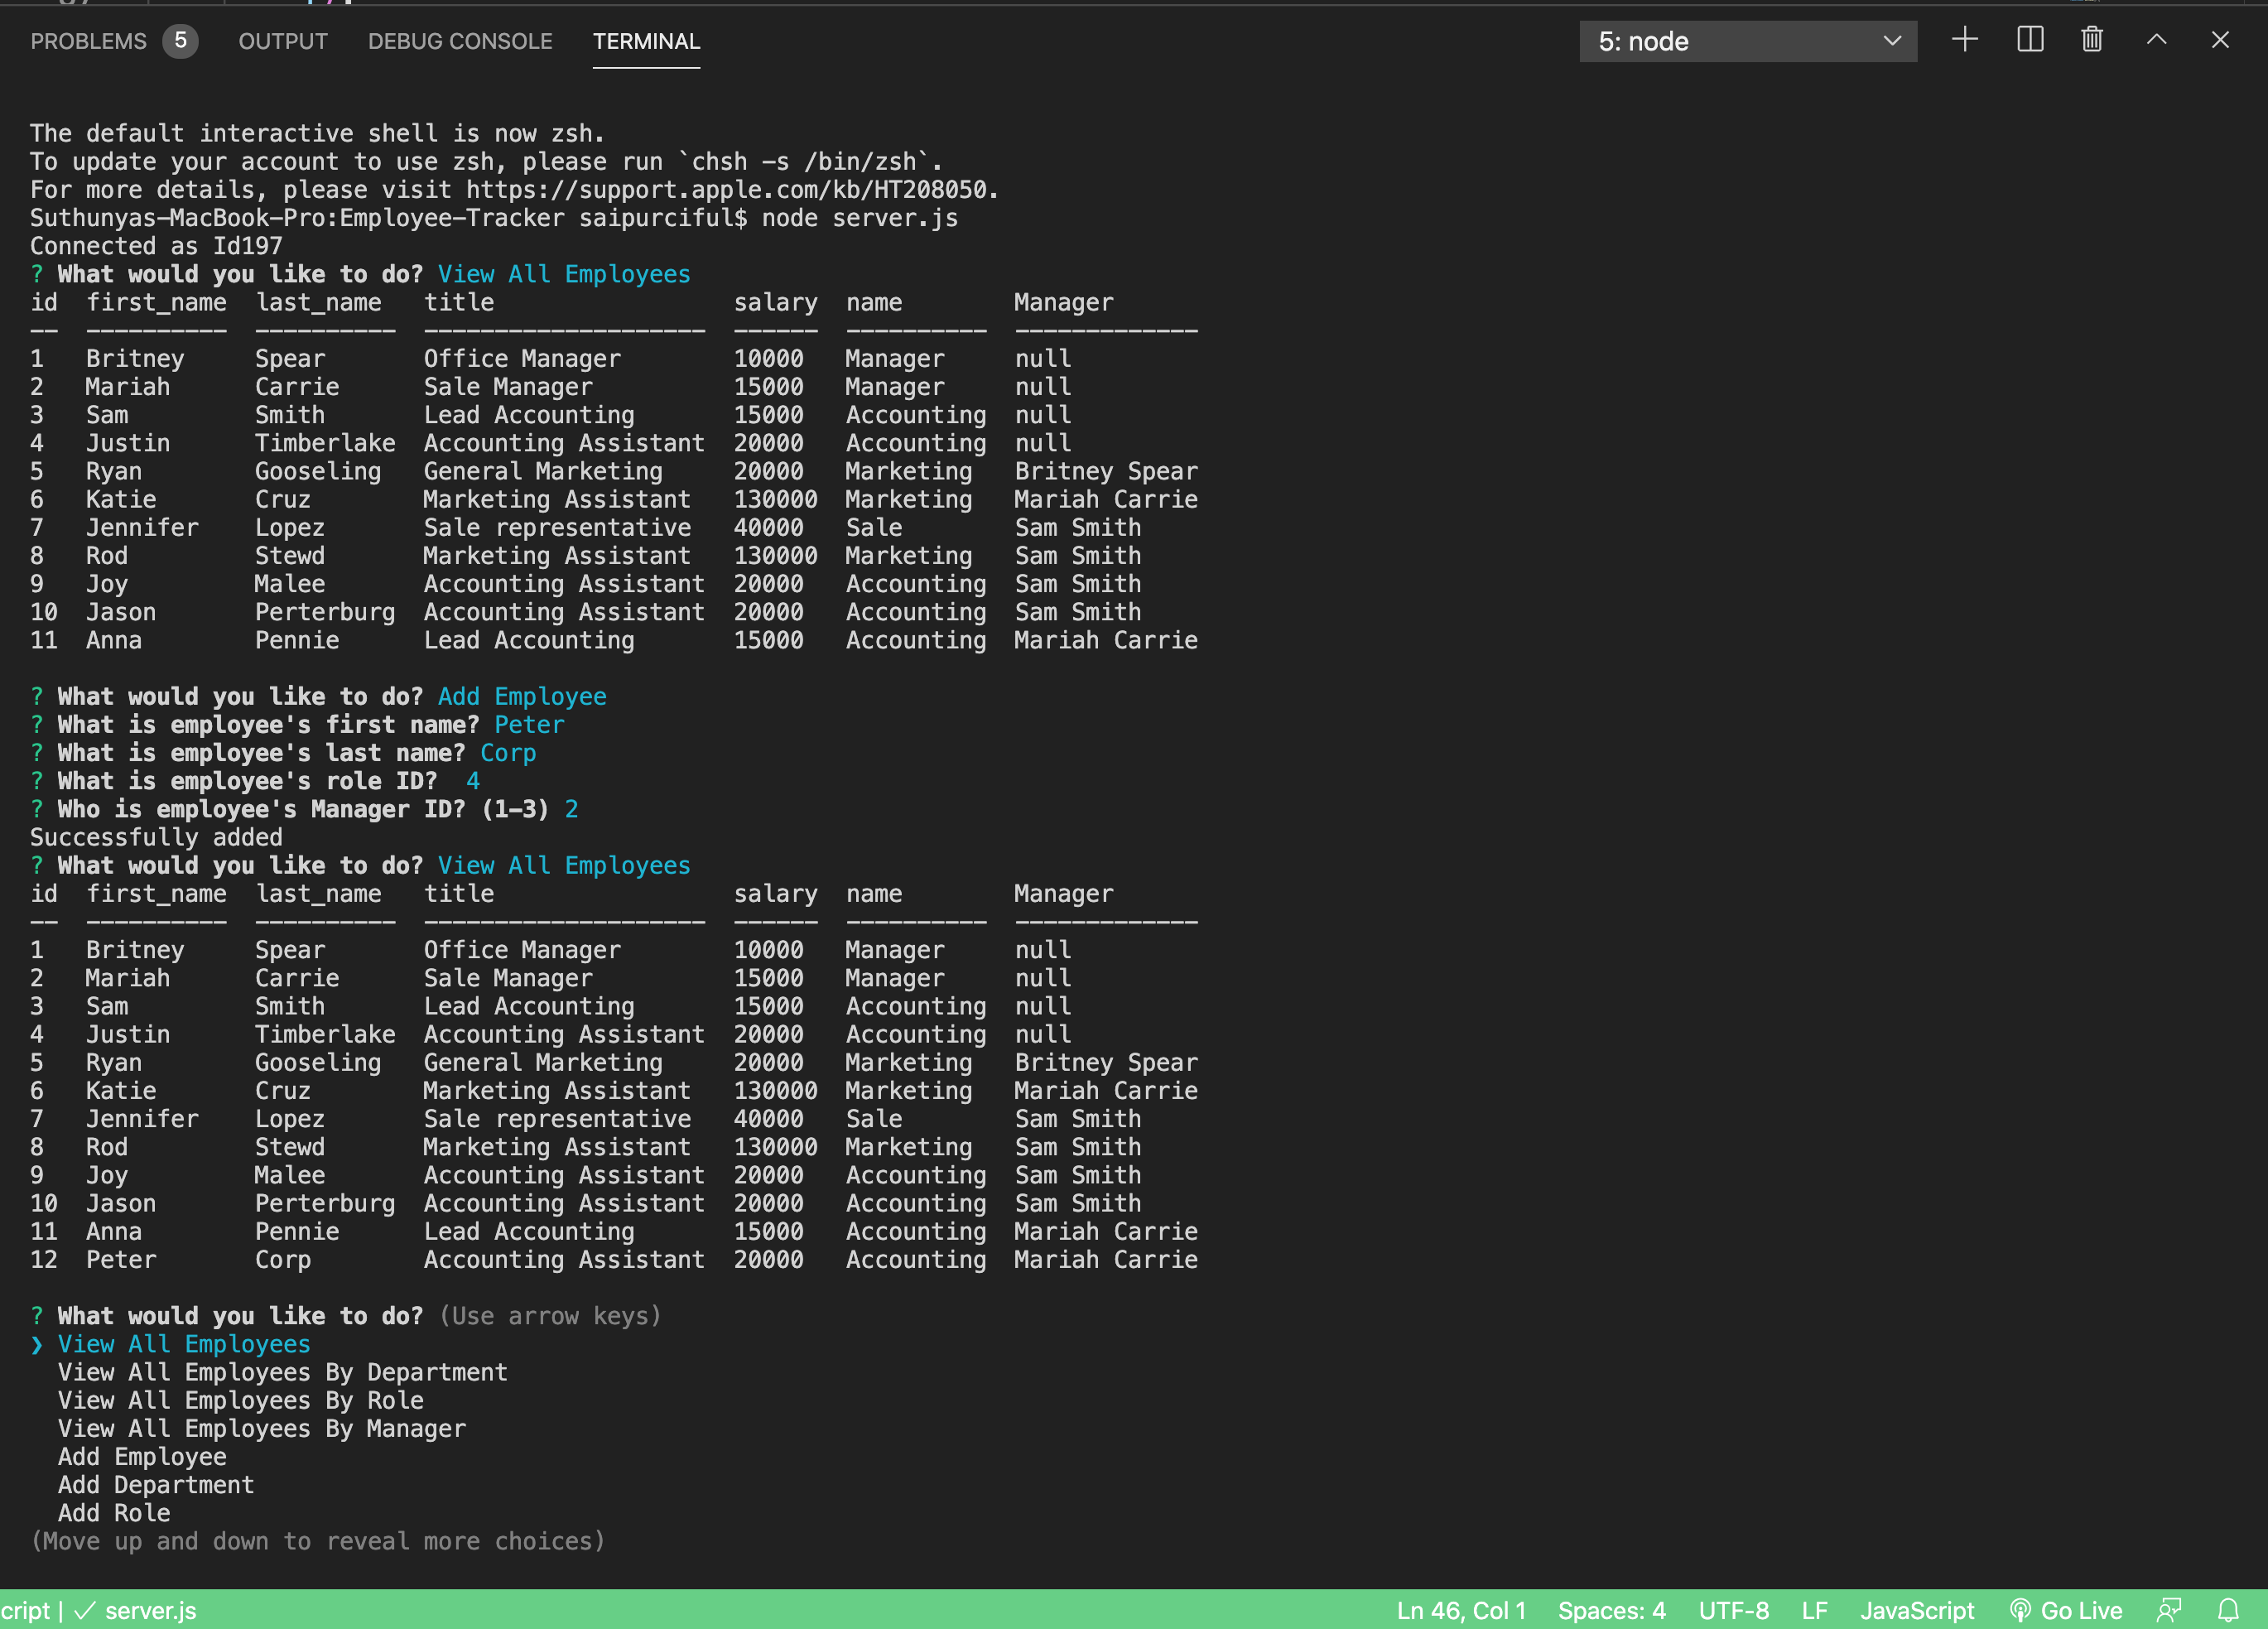 PROBLEMS 5 OUTPUT DEBUG CONSOLE TERMINAL 5: node
The default interactive shell is now zsh.
To update your account to use zsh, please run `chsh -s /bin/zsh`.
For more details, please visit https://support.apple.com/kb/HT208050.
Suthunyas-MacBook-Pro:Employee-Tracker saipurciful$ node server.js
Connected as Id197
? What would you like to do? View All Employees
id first_name last_name title salary name Manager
-- ---------- ---------- -------------------- ------ ---------- -------------
1 Britney Spear Office Manager 10000 Manager null
2 Mariah Carrie Sale Manager 15000 Manager null
3 Sam Smith Lead Accounting 15000 Accounting null
4 Justin Timberlake Accounting Assistant 20000 Accounting null
5 Ryan Gooseling General Marketing 20000 Marketing Britney Spear
6 Katie Cruz Marketing Assistant 130000 Marketing Mariah Carrie
7 Jennifer Lopez Sale representative 40000 Sale Sam Smith
8 Rod Stewd Marketing Assistant 130000 Marketing Sam Smith
9 Joy Malee Accounting Assistant 20000 Accounting Sam Smith
10 Jason Perterburg Accounting Assistant 20000 Accounting Sam Smith
11 Anna Pennie Lead Accounting 15000 Accounting Mariah Carrie
? What would you like to do? Add Employee
? What is employee's first name? Peter
? What is employee's last name? Corp
? What is employee's role ID? 4
? Who is employee's Manager ID? (1-3) 2
Successfully added
? What would you like to do? View All Employees
id first_name last_name title salary name Manager
-- ---------- ---------- -------------------- ------ ---------- -------------
1 Britney Spear Office Manager 10000 Manager null
2 Mariah Carrie Sale Manager 15000 Manager null
3 Sam Smith Lead Accounting 15000 Accounting null
4 Justin Timberlake Accounting Assistant 20000 Accounting null
5 Ryan Gooseling General Marketing 20000 Marketing Britney Spear
6 Katie Cruz Marketing Assistant 130000 Marketing Mariah Carrie
7 Jennifer Lopez Sale representative 40000 Sale Sam Smith
8 Rod Stewd Marketing Assistant 130000 Marketing Sam Smith
9 Joy Malee Accounting Assistant 20000 Accounting Sam Smith
10 Jason Perterburg Accounting Assistant 20000 Accounting Sam Smith
11 Anna Pennie Lead Accounting 15000 Accounting Mariah Carrie
12 Peter Corp Accounting Assistant 20000 Accounting Mariah Carrie
? What would you like to do? (Use arrow keys)
❯ View All Employees
View All Employees By Department
View All Employees By Role
View All Employees By Manager
Add Employee
Add Department
Add Role
(Move up and down to reveal more choices)
cript | ✓ server.js Ln 46, Col 1 Spaces: 4 UTF-8 LF JavaScript Go Live